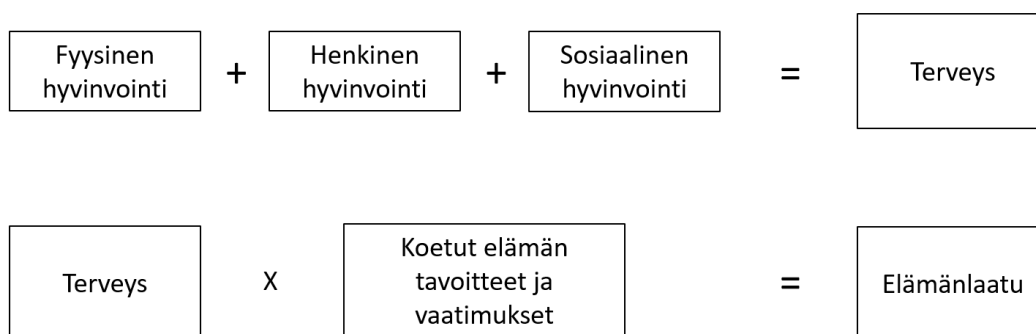 Fyysinen
hyvinvointi
+
Henkinen
hyvinvointi
+
Sosiaalinen
hyvinvointi
=
Terveys
Terveys
X
Koetut elämän
tavoitteet ja
vaatimukset
=
Elämänlaatu